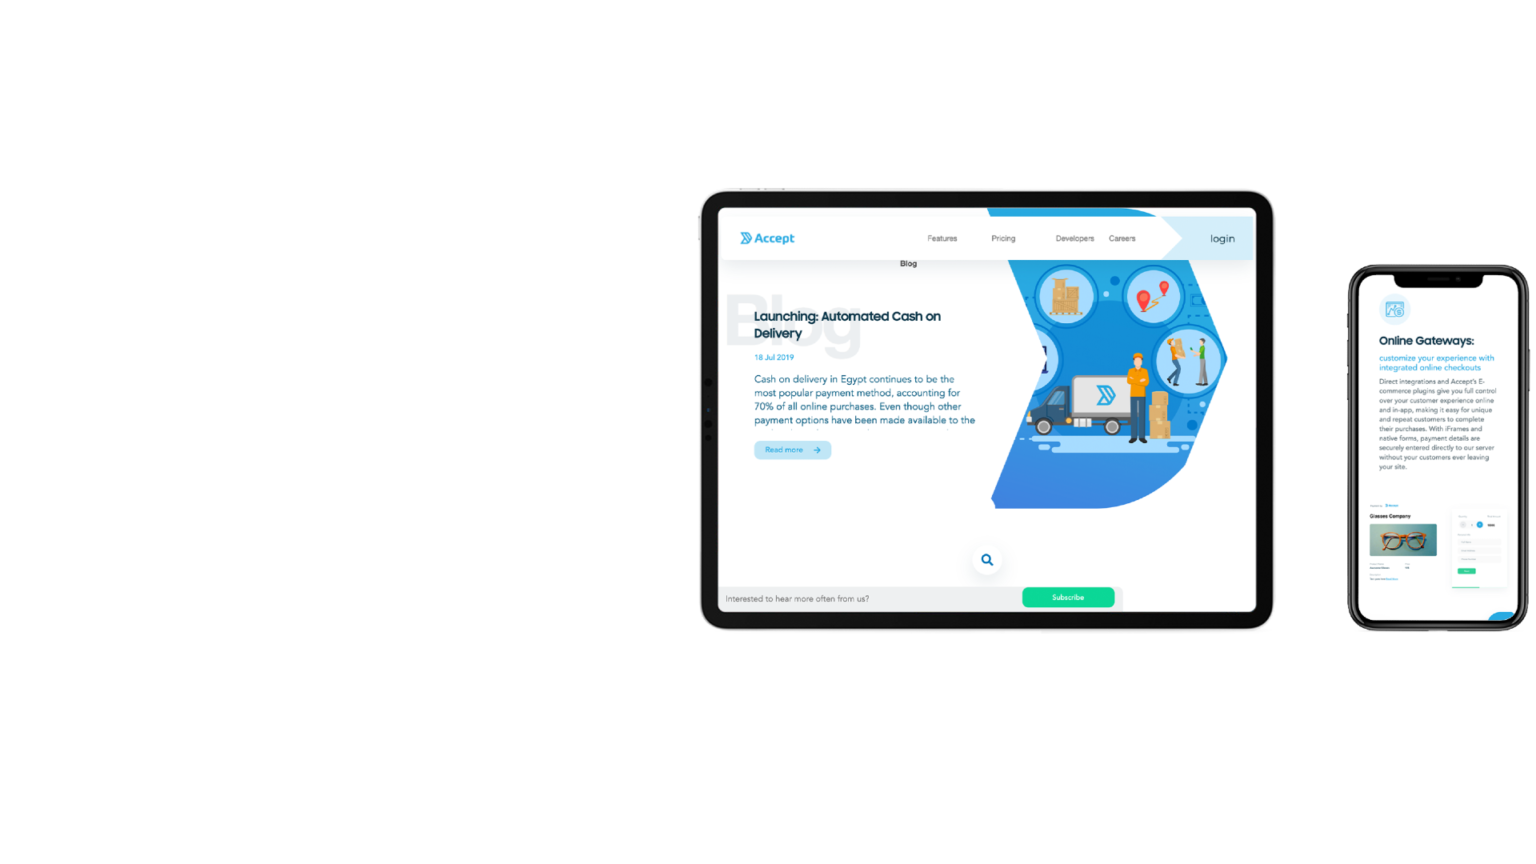 Accept
Features
Pricing
Developers
Careers
login
Blog
Blog
Launching: Automated Cash on
Delivery
18 Jul 2019
Cash on delivery in Egypt continues to be the
most popular payment method, accounting for
70% of all online purchases. Even though other
payment options have been made available to the
Read more
Interested to hear more often from us?
Subscribe
Online Gateways:
customize your experience with
integrated online checkouts
Direct integrations and Accept's E-
commerce plugins give you full control
over your customer experience online
and in-app, making it easy for unique
and repeat customers to complete
their purchases. With iFrames and
native forms, payment details are
securely entered directly to our server
without your customers ever leaving
your site.
Glasses Company